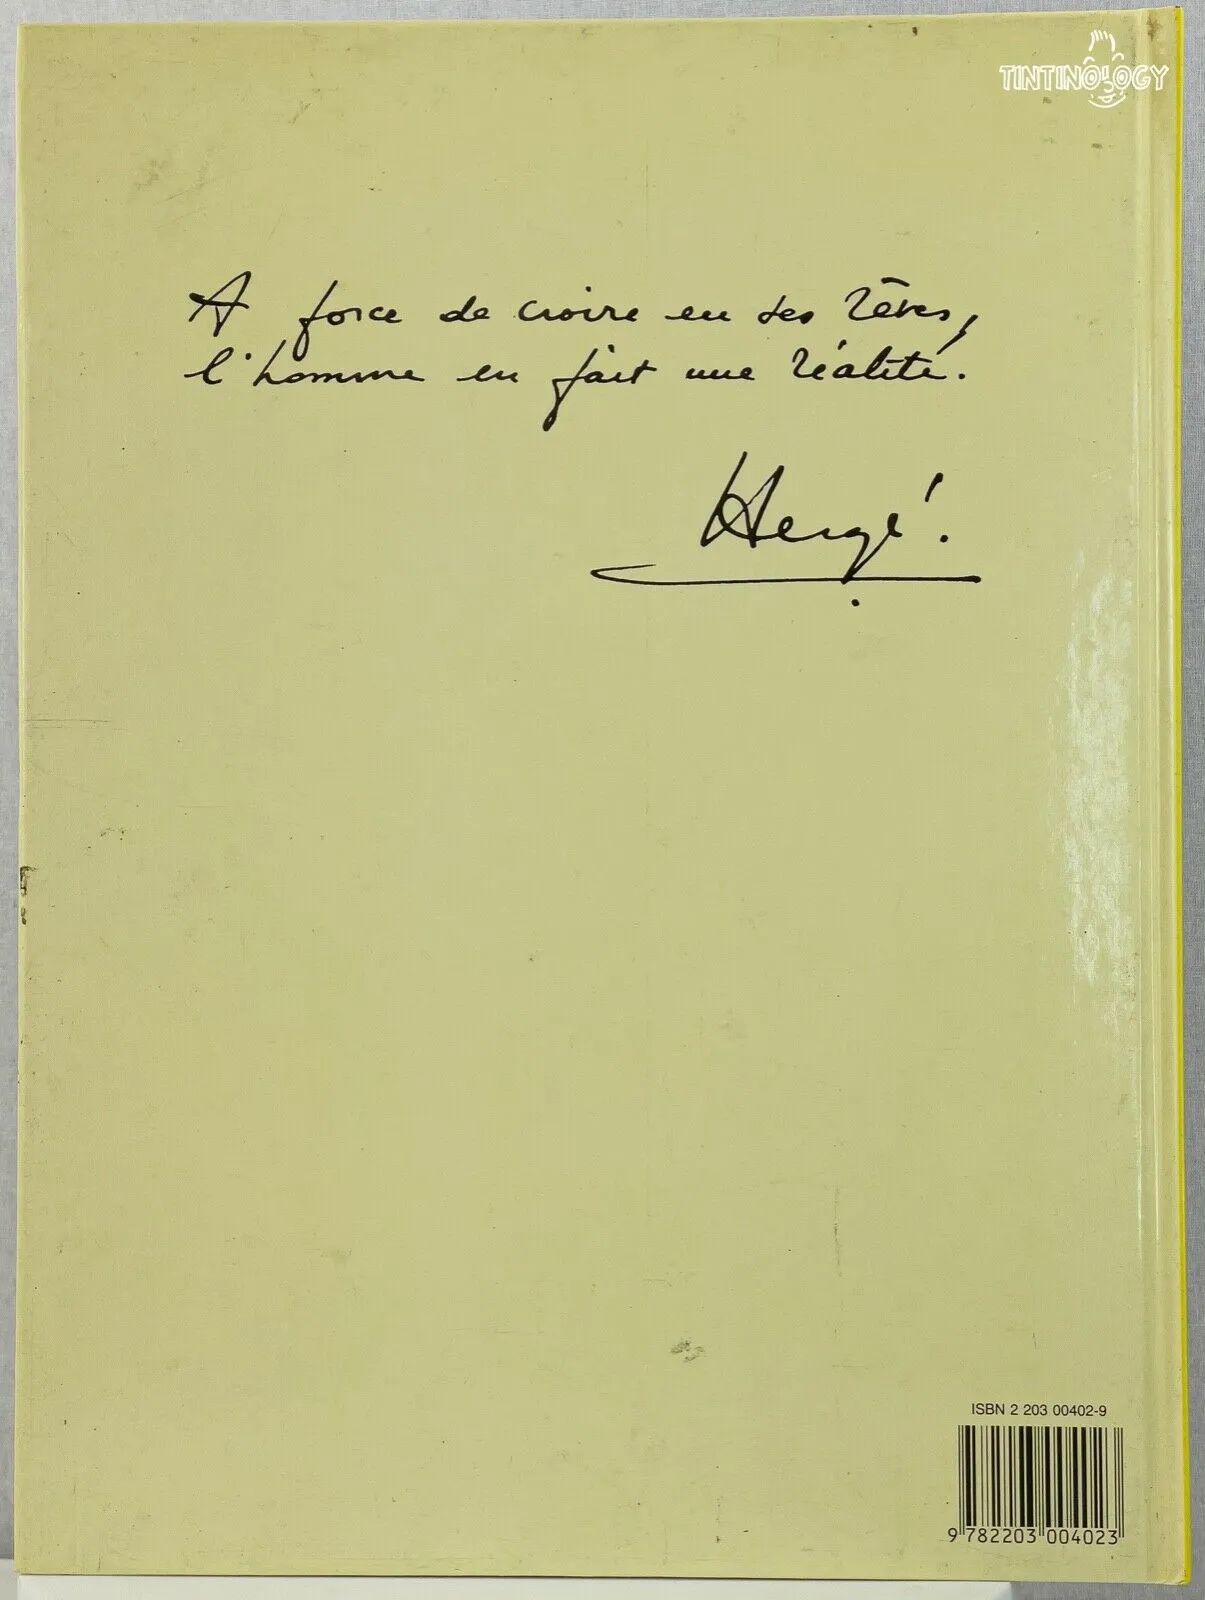 TINTINOLOGY
A force de croire en ses rêves,
l'homme en fait une réalité.
Hergé.
ISBN 2 203 00402-9
9 782203 004023